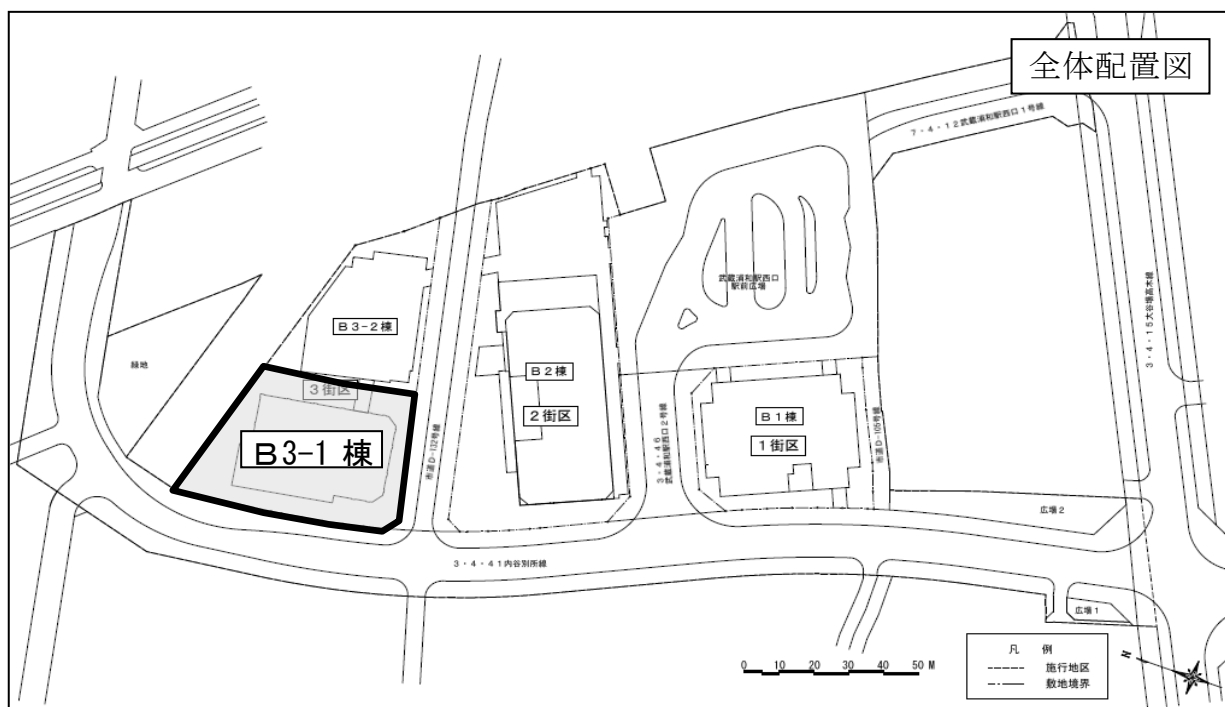 全体配置図
7・4・12武蔵浦和駅西口1号線
武蔵浦和駅西口
駅前広場
3・4・15大谷場高木線
B3-2棟
緑地
3街区
B2棟
2街区
B1棟
1街区
B3-1 棟
市道D-132号線
3・4・46
武蔵浦和駅西口2号線
市道D-105号線
広場2
3・4・41内谷別所線
広場1
凡 例
施行地区
敷地境界
0 10 20 30 40 50 M
N